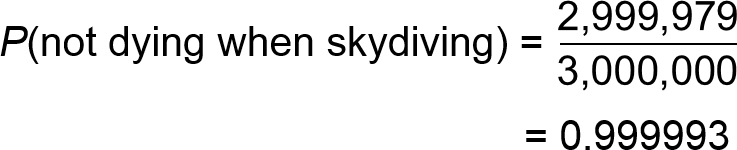 P(not dying when skydiving) = 2,999,979
3,000,000
= 0.999993